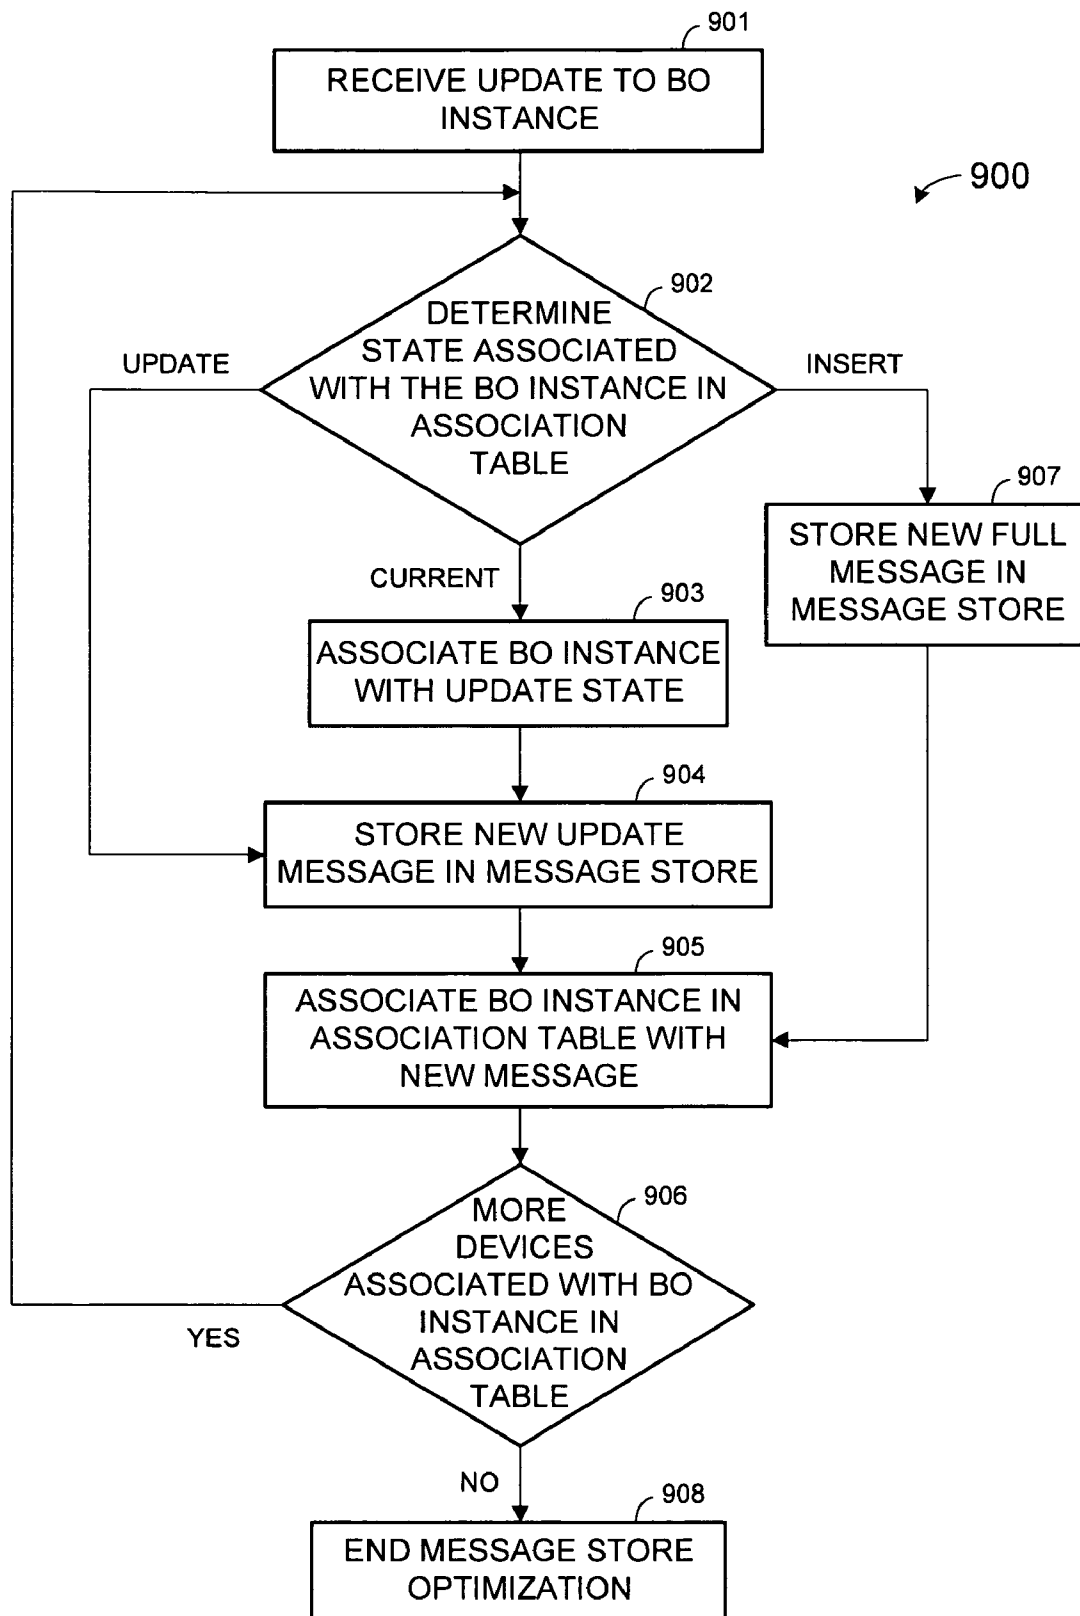 901
RECEIVE UPDATE TO BO
INSTANCE
900
902
DETERMINE
STATE ASSOCIATED
WITH THE BO INSTANCE IN
ASSOCIATION
TABLE
UPDATE
INSERT
907
STORE NEW FULL
MESSAGE IN
MESSAGE STORE
CURRENT
903
ASSOCIATE BO INSTANCE
WITH UPDATE STATE
904
STORE NEW UPDATE
MESSAGE IN MESSAGE STORE
905
ASSOCIATE BO INSTANCE IN
ASSOCIATION TABLE WITH
NEW MESSAGE
906
MORE
DEVICES
ASSOCIATED WITH BO
INSTANCE IN
ASSOCIATION
TABLE
YES
NO
908
END MESSAGE STORE
OPTIMIZATION